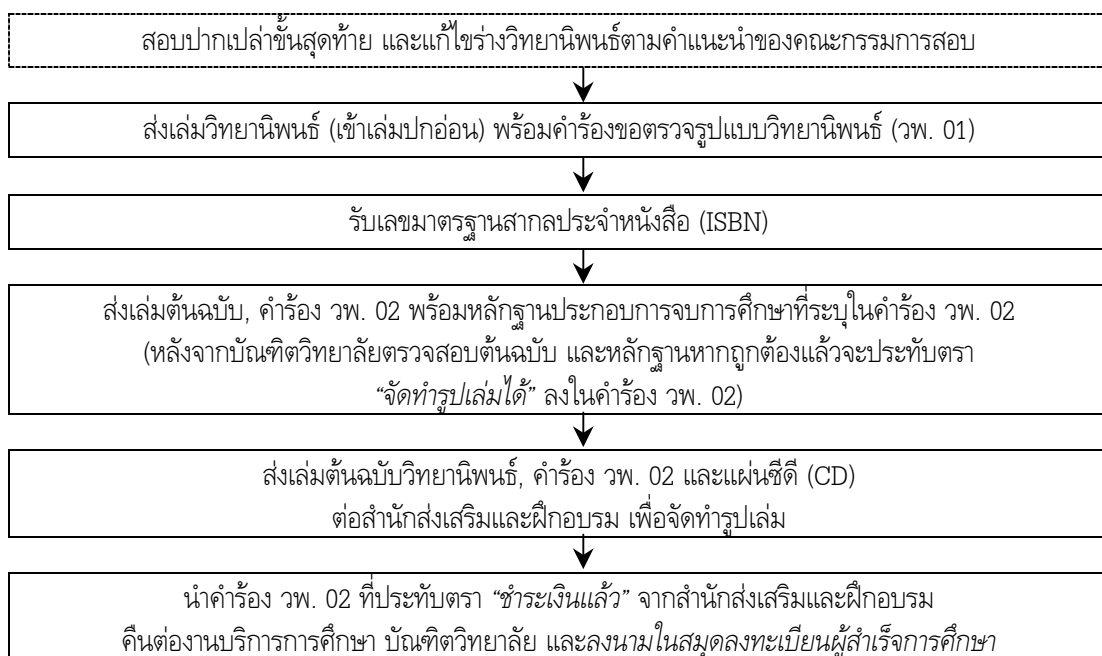 สอบปากเปล่าขั้นสุดท้าย และแก้ไขร่างวิทยานิพนธ์ตามคำแนะนำของคณะกรรมการสอบ
ส่งเล่มวิทยานิพนธ์ (เข้าเล่มปกอ่อน) พร้อมคำร้องขอตรวจรูปแบบวิทยานิพนธ์ (วพ. 01)
รับเลขมาตรฐานสากลประจำหนังสือ (ISBN)
ส่งเล่มต้นฉบับ, คำร้อง วพ. 02 พร้อมหลักฐานประกอบการจบการศึกษาที่ระบุในคำร้อง วพ. 02
(หลังจากบัณฑิตวิทยาลัยตรวจสอบต้นฉบับ และหลักฐานหากถูกต้องแล้วจะประทับตรา
“จัดทำรูปเล่มได้” ลงในคำร้อง วพ. 02)
ส่งเล่มต้นฉบับวิทยานิพนธ์, คำร้อง วพ. 02 และแผ่นซีดี (CD)
ต่อสำนักส่งเสริมและฝึกอบรม เพื่อจัดทำรูปเล่ม
นำคำร้อง วพ. 02 ที่ประทับตรา “ชำระเงินแล้ว” จากสำนักส่งเสริมและฝึกอบรม
คืนต่องานบริการการศึกษา บัณฑิตวิทยาลัย และลงนามในสมุดลงทะเบียนผู้สำเร็จการศึกษา